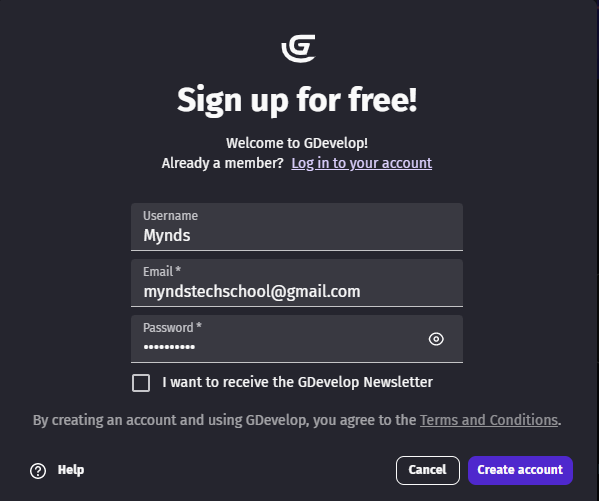 Sign up for free!
Welcome to GDevelop!
Already a member? Log in to your account
Username
Mynds
Email *
myndstechschool@gmail.com
Password *
••••••••••
I want to receive the GDevelop Newsletter
By creating an account and using GDevelop, you agree to the Terms and Conditions.
Help Cancel Create account